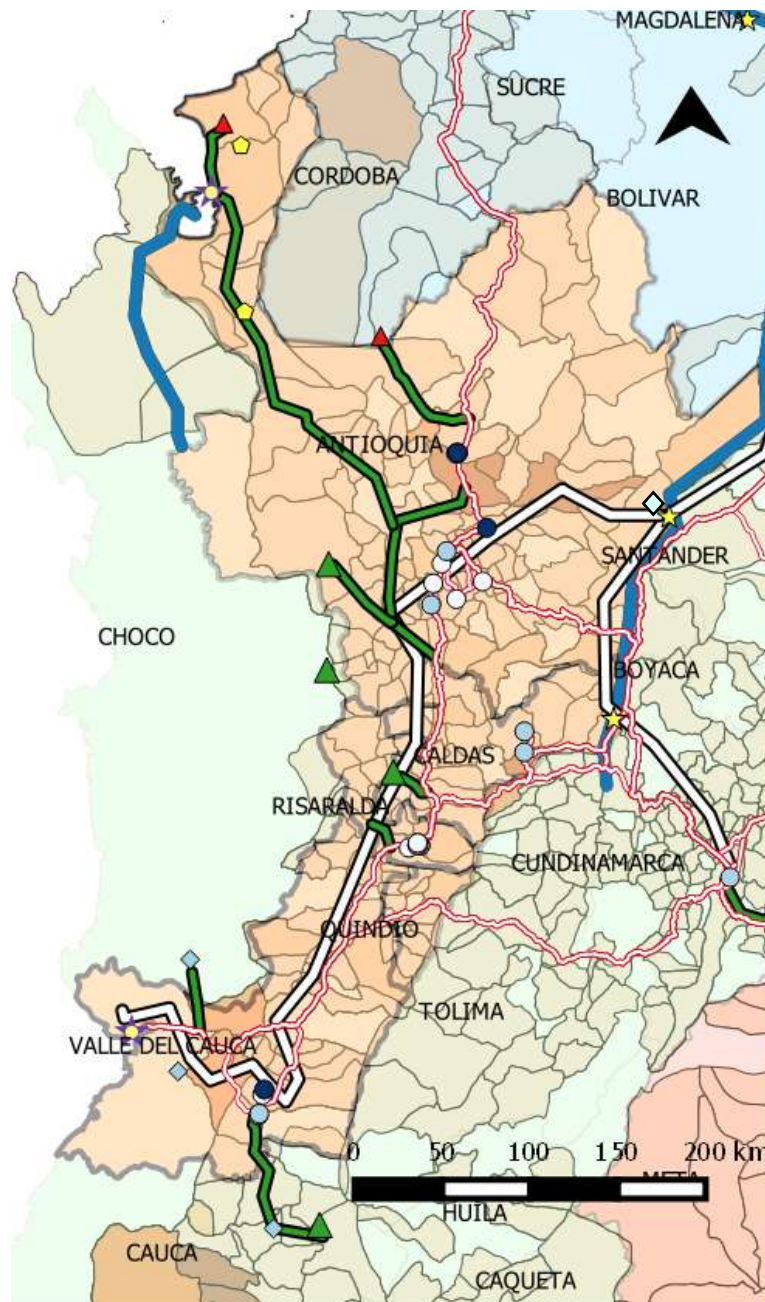 MAGDALENA
SUCRE
CORDOBA
BOLIVAR
ANTIOQUIA
SANTANDER
CHOCO
BOYACA
CALDAS
RISARALDA
CUNDINAMARCA
QUINDIO
TOLIMA
VALLE DEL CAUCA
0 50 100 150 200 km
META
HUILA
CAUCA
CAQUETA